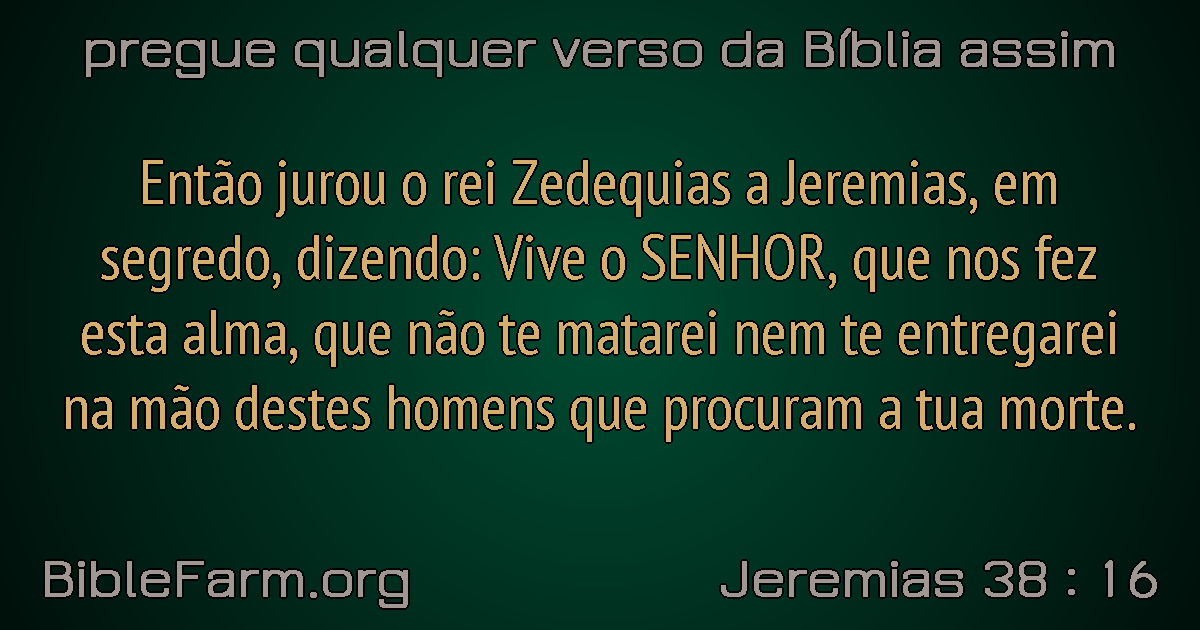 pregue qualquer verso da Bíblia assim
Então jurou o rei Zedequias a Jeremias, em
segredo, dizendo: Vive o SENHOR, que nos fez
esta alma, que não te matarei nem te entregarei
na mão destes homens que procuram a tua morte.
BibleFarm.org
Jeremias 38 : 16